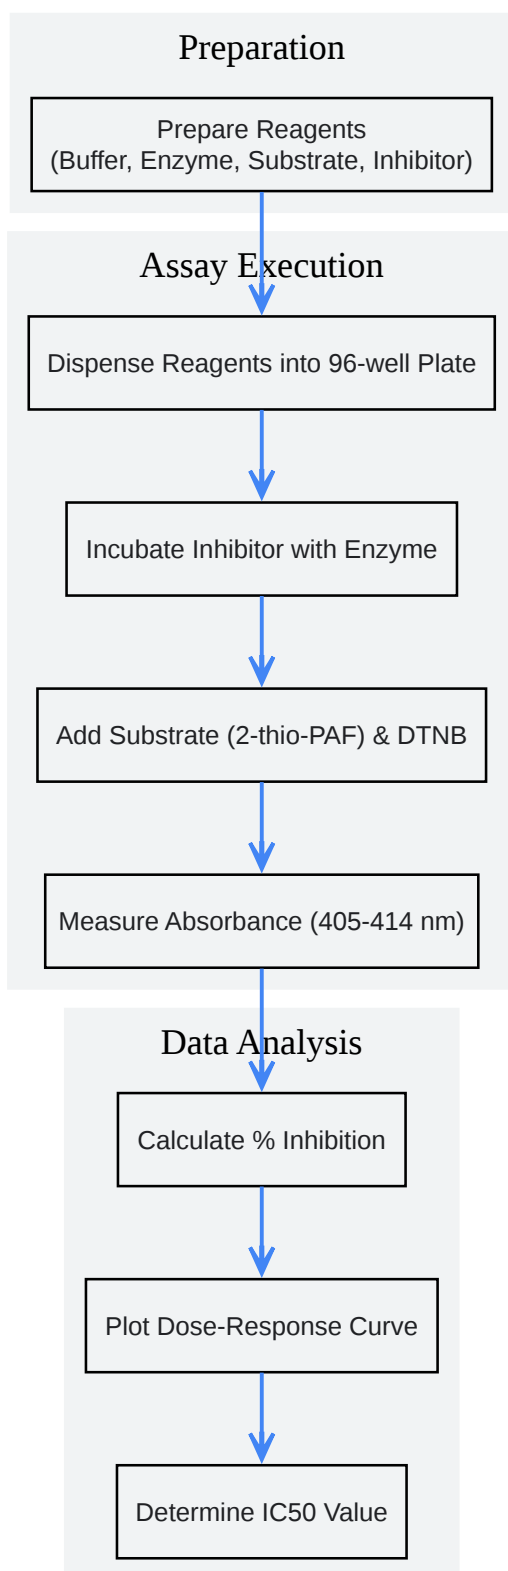 Preparation
Prepare Reagents
(Buffer, Enzyme, Substrate, Inhibitor)
Assay Execution
Dispense Reagents into 96-well Plate
Incubate Inhibitor with Enzyme
Add Substrate (2-thio-PAF) & DTNB
Measure Absorbance (405-414 nm)
Data Analysis
Calculate % Inhibition
Plot Dose-Response Curve
Determine IC50 Value